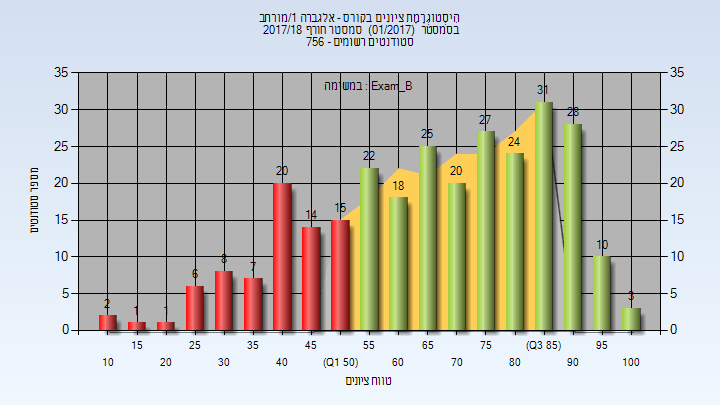 היסטוגרמת ציונים בקורס - אלגברה 1/מורחב
בסמסטר (01/2017) סמסטר חורף 2017/18
סטודנטים רשומים - 756
במשימה : Exam_B
מספר סטודנטים
35 30 25 20 15 10 5 0
2 1 1 6 8 7 20 14 15 22 18 25 20 27 24 31 28 10 3
35 30 25 20 15 10 5 0
15 25 35 45 55 65 75 (Q3 85) 95
10 20 30 40 (Q1 50) 60 70 80 90 100
טווח ציונים